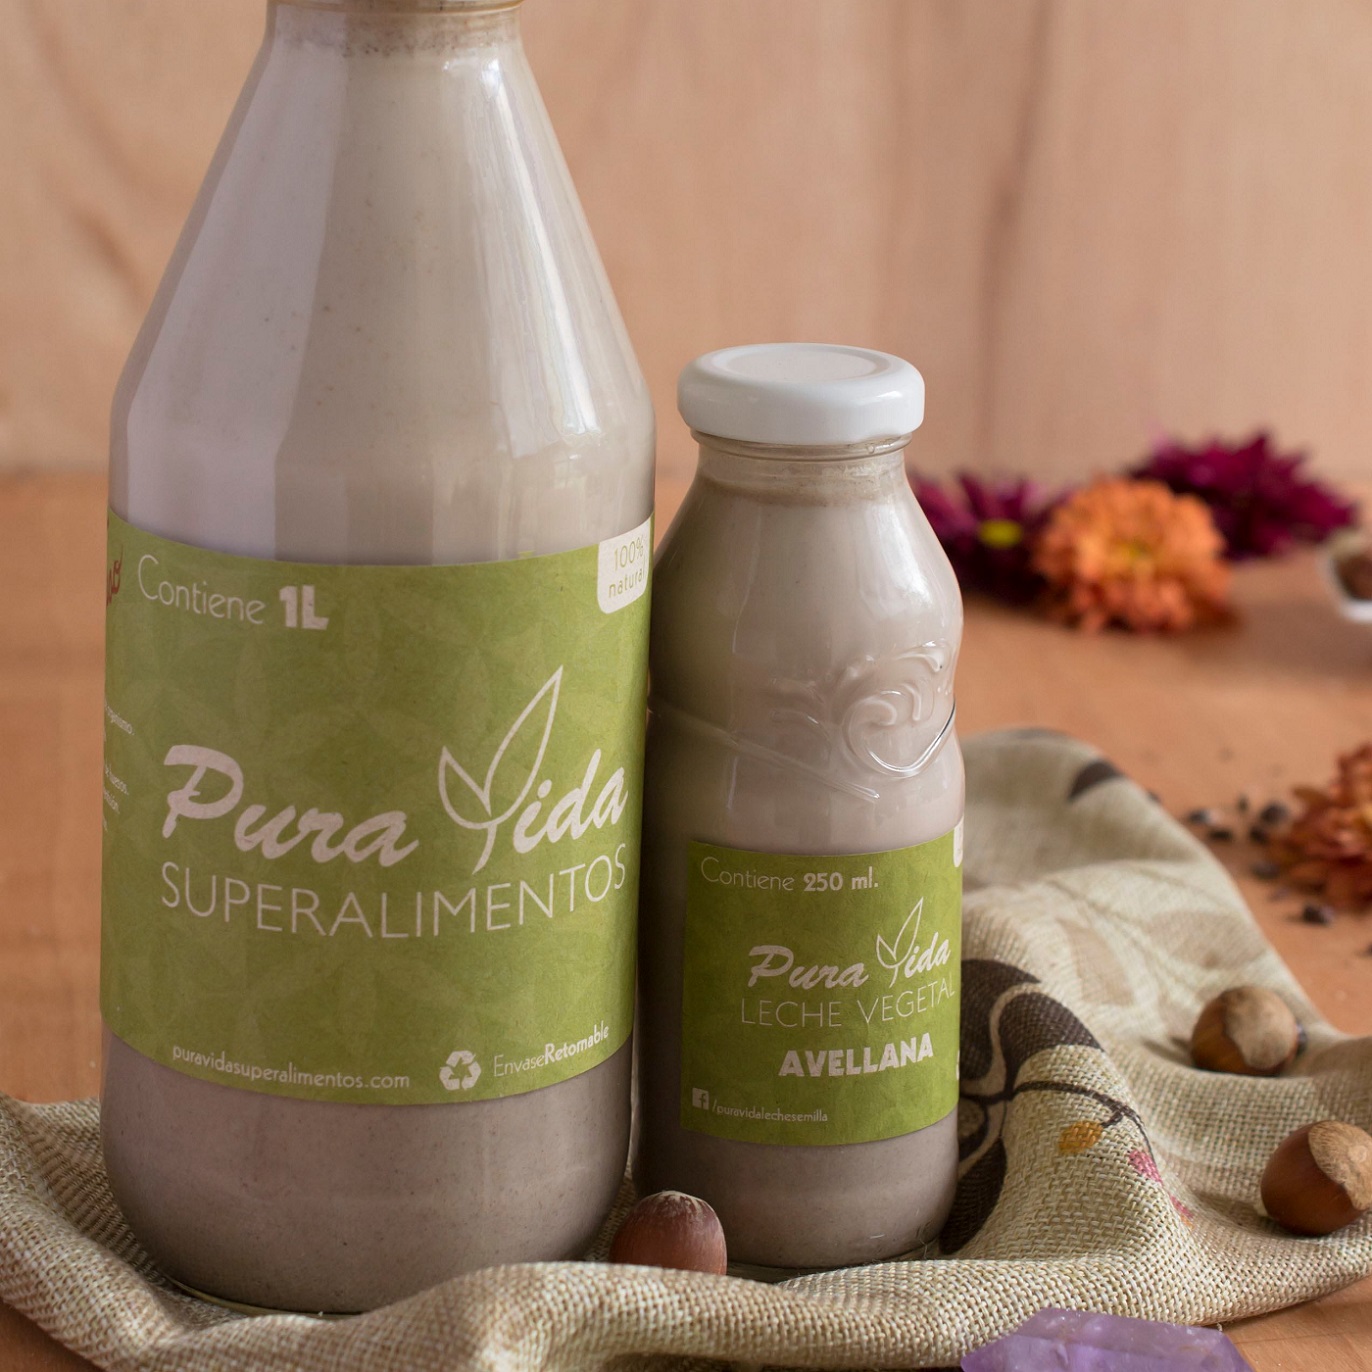 Contiene 1L
100%
natural
Pura Vida
SUPERALIMENTOS
puravidasuperalimentos.com
EnvaseRetornable
Contiene 250 ml.
Pura Vida
LECHE VEGETAL
AVELLANA
/puravidalechesemilla